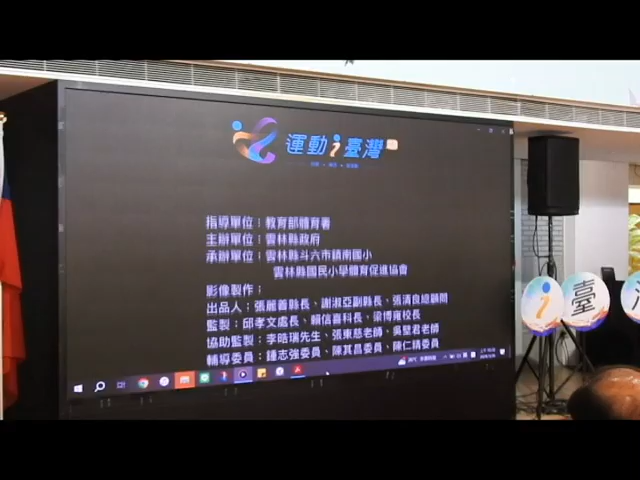 運動i臺灣
指導單位：教育部體育署
主辦單位：雲林縣政府
承辦單位：雲林縣斗六市鎮南國小
雲林縣國民小學體育促進協會
影像製作：
出品人：張麗善縣長、謝淑亞副縣長、張清良總顧問
監製：邱孝文處長、賴信喜科長、梁博雍校長
協助監製：李晧瑞先生、張東慈老師、吳堃君老師
輔導委員：鍾志強委員、陳其昌委員、陳仁精委員
i臺